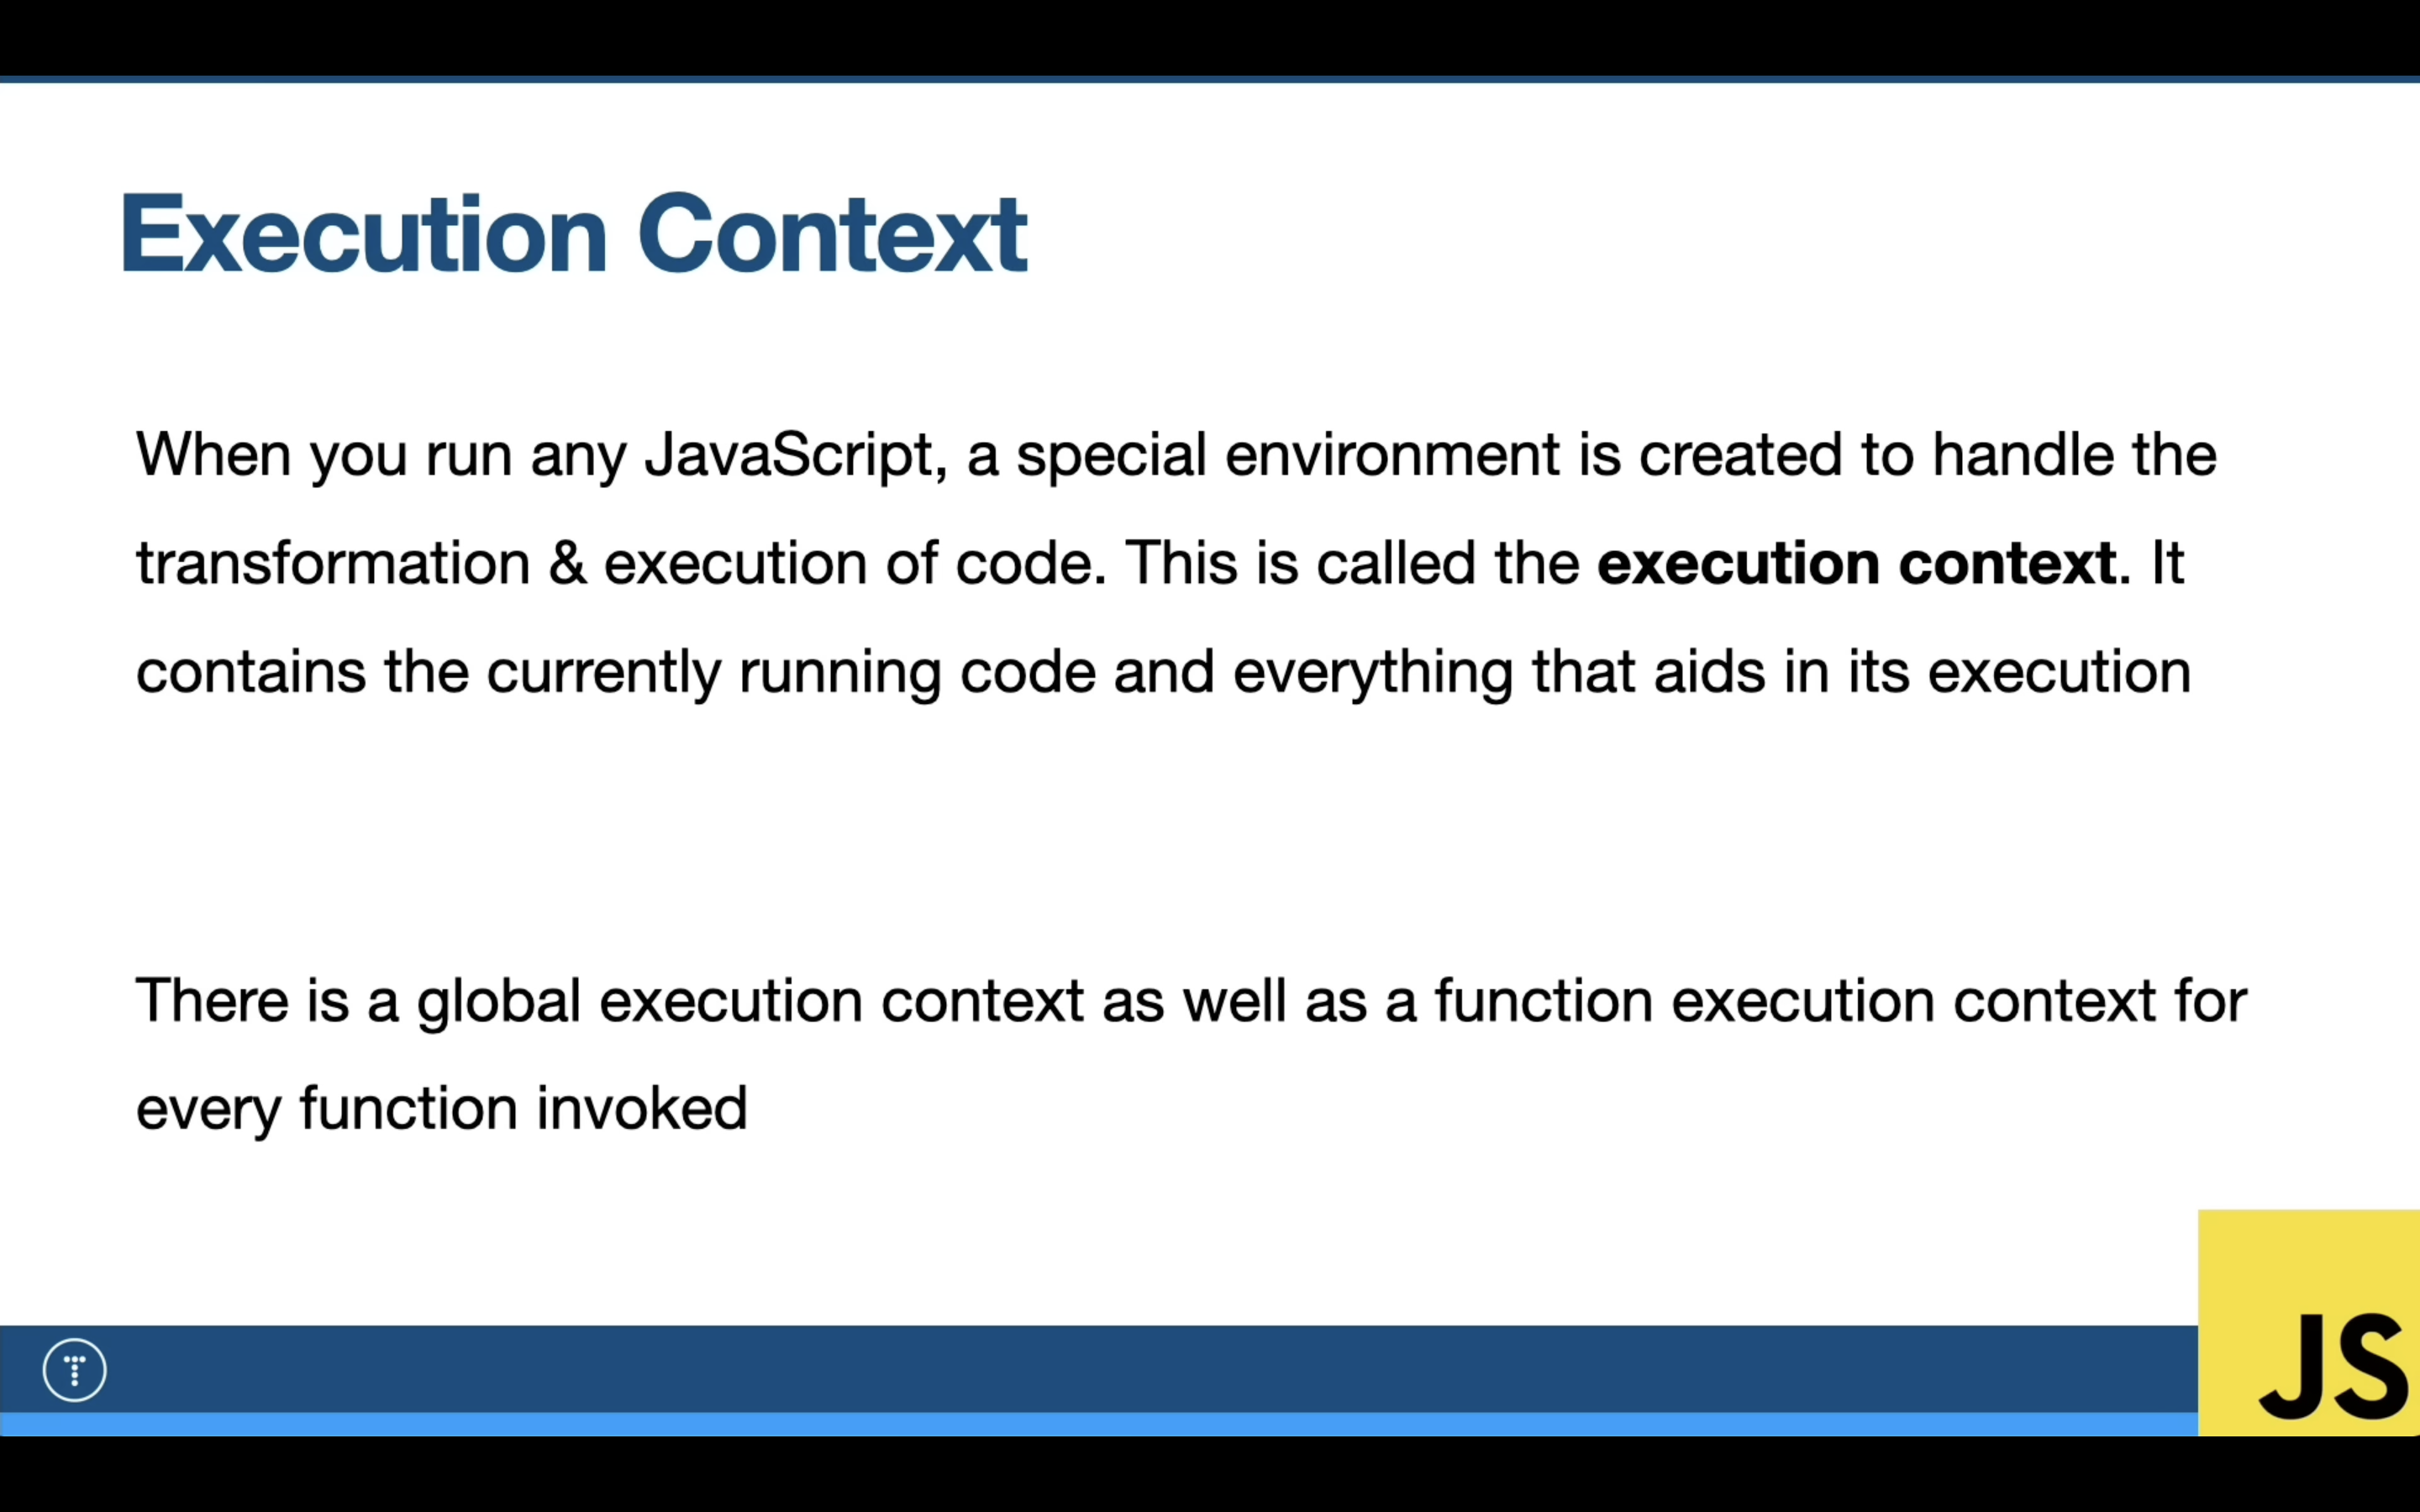 Execution Context
When you run any JavaScript, a special environment is created to handle the
transformation & execution of code. This is called the execution context. It
contains the currently running code and everything that aids in its execution
There is a global execution context as well as a function execution context for
every function invoked
T
JS